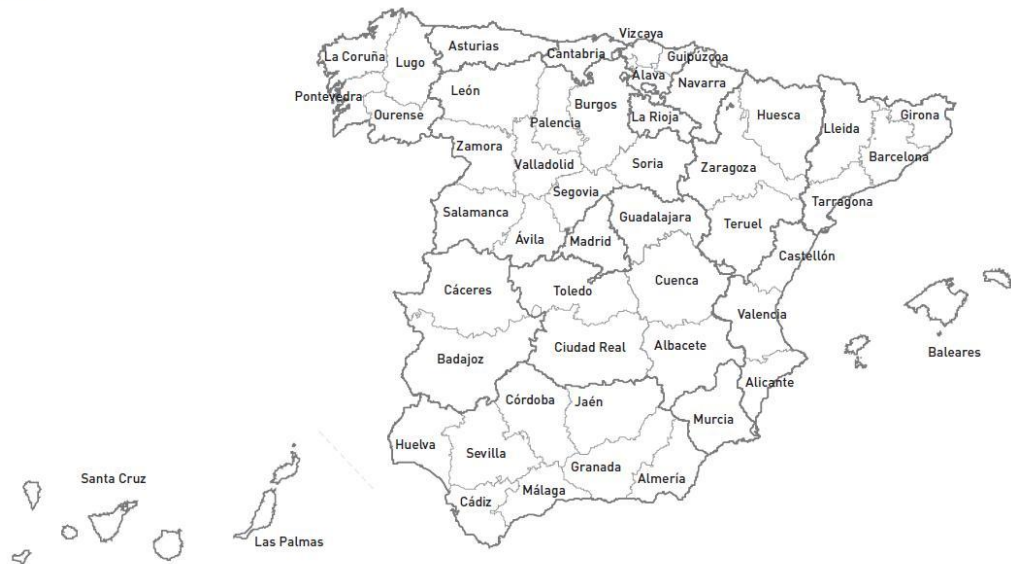 Vizcaya
Asturias
Cantabria
Guipúzcoa
La Coruña
Lugo
Álava
Navarra
León
Pontevedra
Burgos
Huesca
Girona
Ourense
Palencia
La Rioja
Lleida
Zamora
Barcelona
Valladolid
Soria
Zaragoza
Segovia
Tarragona
Salamanca
Guadalajara
Teruel
Ávila
Madrid
Castellón
Cuenca
Cáceres
Toledo
Valencia
Ciudad Real
Albacete
Baleares
Badajoz
Alicante
Córdoba
Jaén
Murcia
Huelva
Sevilla
Granada
Santa Cruz
Almería
Málaga
Cádiz
Las Palmas